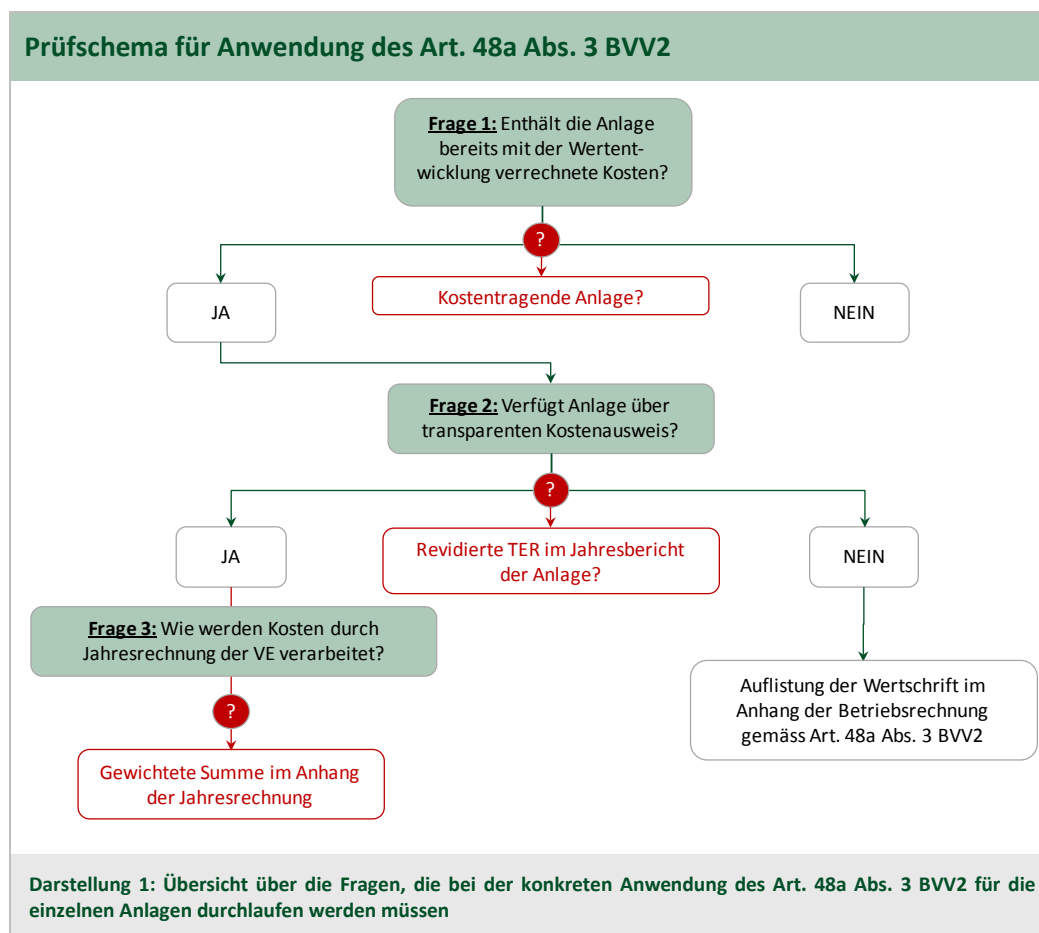 Prüfschema für Anwendung des Art. 48a Abs. 3 BVV2
Frage 1: Enthält die Anlage
bereits mit der Wertent-
wicklung verrechnete Kosten?
?
JA
Kostentragende Anlage?
NEIN
Frage 2: Verfügt Anlage über
transparenten Kostenausweis?
?
JA
Revidierte TER im Jahresbericht
der Anlage?
NEIN
Frage 3: Wie werden Kosten durch
Jahresrechnung der VE verarbeitet?
?
Auflistung der Wertschrift im
Anhang der Betriebsrechnung
gemäss Art. 48a Abs. 3 BVV2
Gewichtete Summe im Anhang
der Jahresrechnung
Darstellung 1: Übersicht über die Fragen, die bei der konkreten Anwendung des Art. 48a Abs. 3 BVV2 für die
einzelnen Anlagen durchlaufen werden müssen